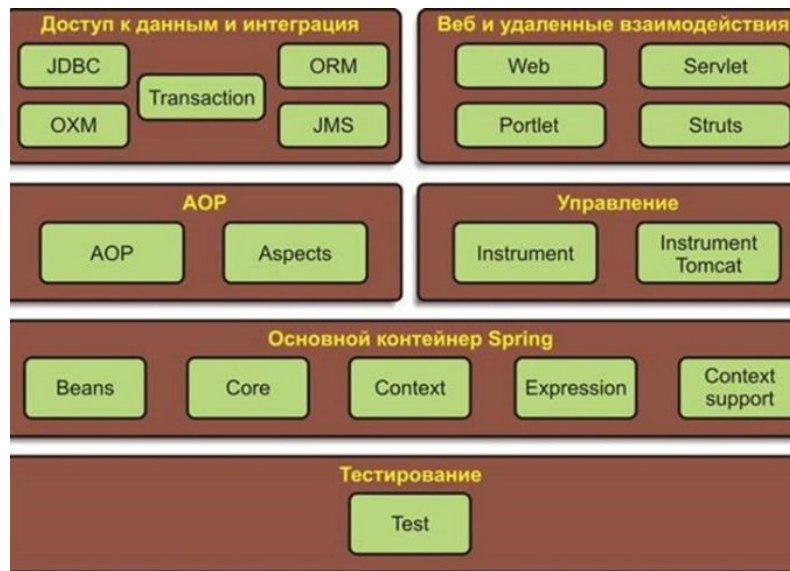 Доступ к данным и интеграция
JDBC
ORM
Transaction
OXM
JMS
Веб и удаленные взаимодействия
Web
Servlet
Portlet
Struts
AOP
AOP
Aspects
Управление
Instrument
Instrument
Tomcat
Основной контейнер Spring
Beans
Core
Context
Expression
Context
support
Тестирование
Test